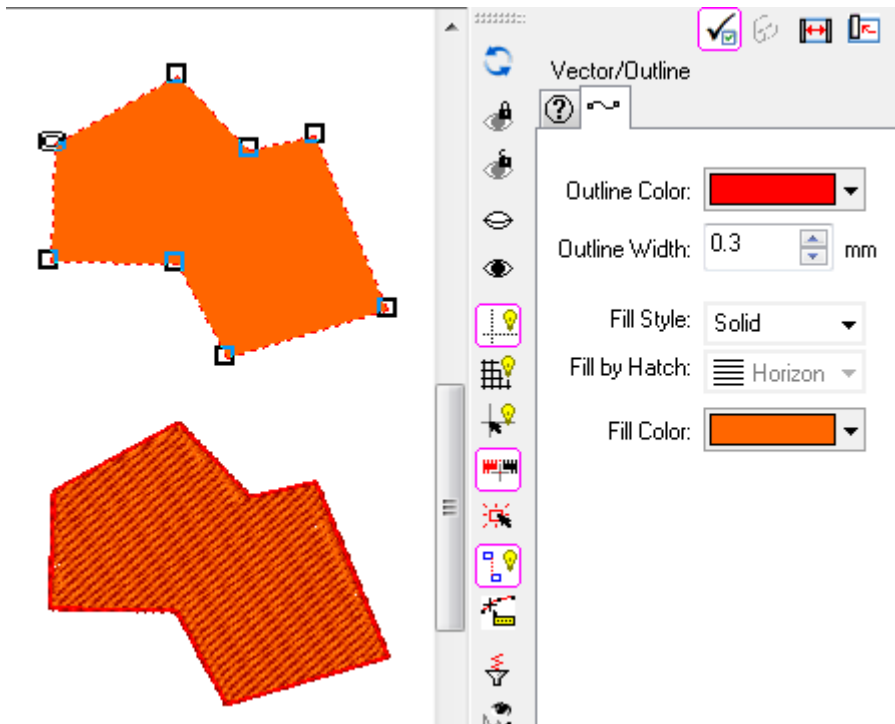 Vector/Outline
Outline Color:
Outline Width: 0.3 mm
Fill Style: Solid
Fill by Hatch: Horizon
Fill Color: